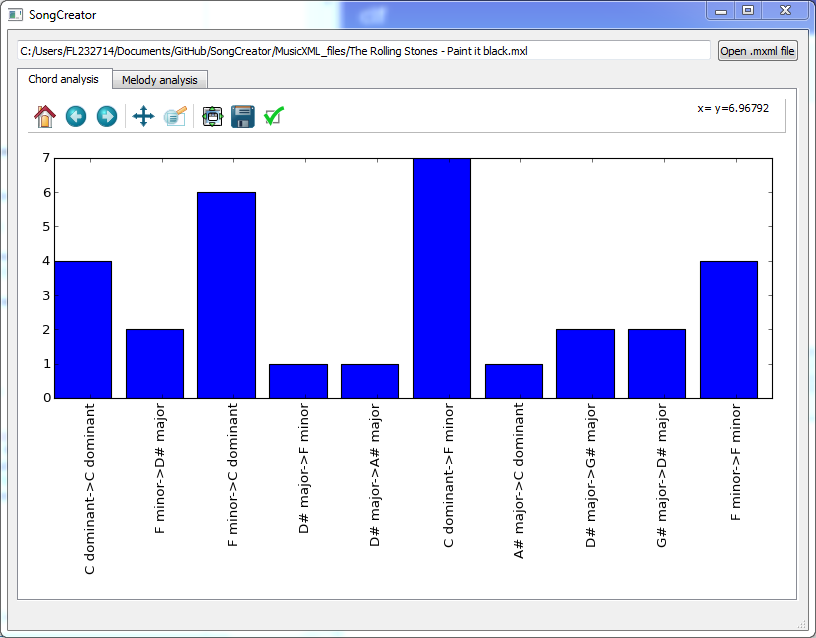 SongCreator
C:/Users/FL232714/Documents/GitHub/SongCreator/MusicXML_files/The Rolling Stones - Paint it black.mxl
Open .mxml file
Chord analysis
Melody analysis
x= y=6.96792
7
6
5
4
3
2
1
0
C dominant->C dominant
F minor->D# major
F minor->C dominant
D# major->F minor
D# major->A# major
C dominant->F minor
A# major->C dominant
D# major->G# major
G# major->D# major
F minor->F minor